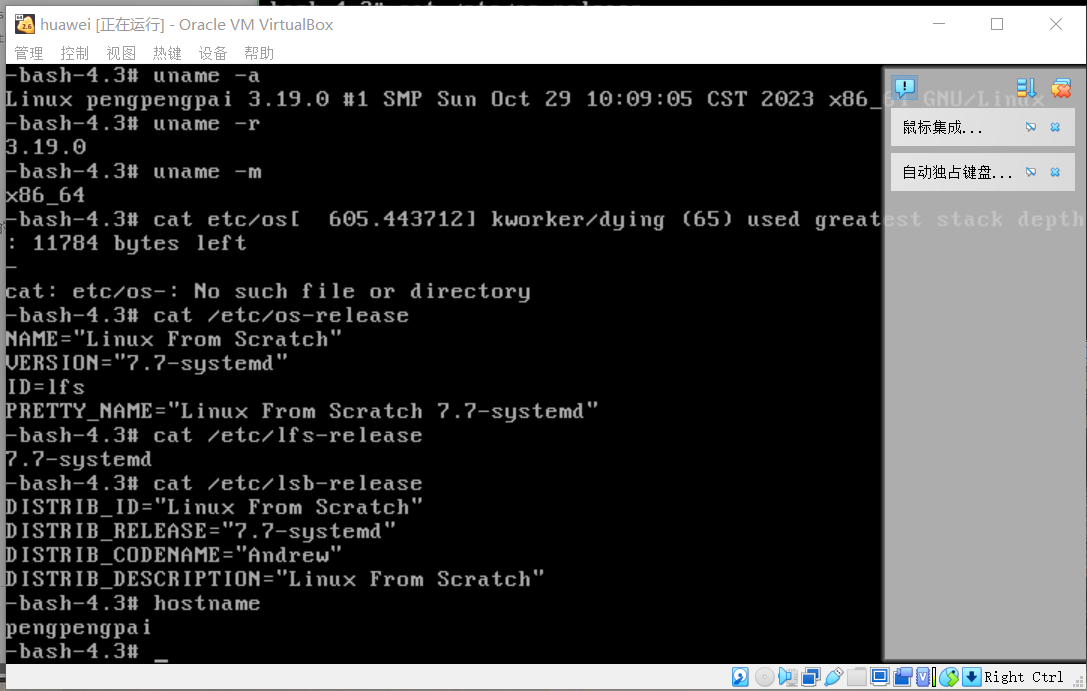 huawei [正在运行] - Oracle VM VirtualBox
管理 控制 视图 热键 设备 帮助
-bash-4.3# uname -a
Linux pengpengpai 3.19.0 #1 SMP Sun Oct 29 10:09:05 CST 2023 x86_64 GNU/Linux
-bash-4.3# uname -r
3.19.0
-bash-4.3# uname -m
x86_64
-bash-4.3# cat etc/os[  605.443712] kworker/dying (65) used greatest stack depth
: 11784 bytes left
-
cat: etc/os-: No such file or directory
-bash-4.3# cat /etc/os-release
NAME="Linux From Scratch"
VERSION="7.7-systemd"
ID=lfs
PRETTY_NAME="Linux From Scratch 7.7-systemd"
-bash-4.3# cat /etc/lfs-release
7.7-systemd
-bash-4.3# cat /etc/lsb-release
DISTRIB_ID="Linux From Scratch"
DISTRIB_RELEASE="7.7-systemd"
DISTRIB_CODENAME="Andrew"
DISTRIB_DESCRIPTION="Linux From Scratch"
-bash-4.3# hostname
pengpengpai
-bash-4.3# _
鼠标集成...
自动独占键盘...
Right Ctrl